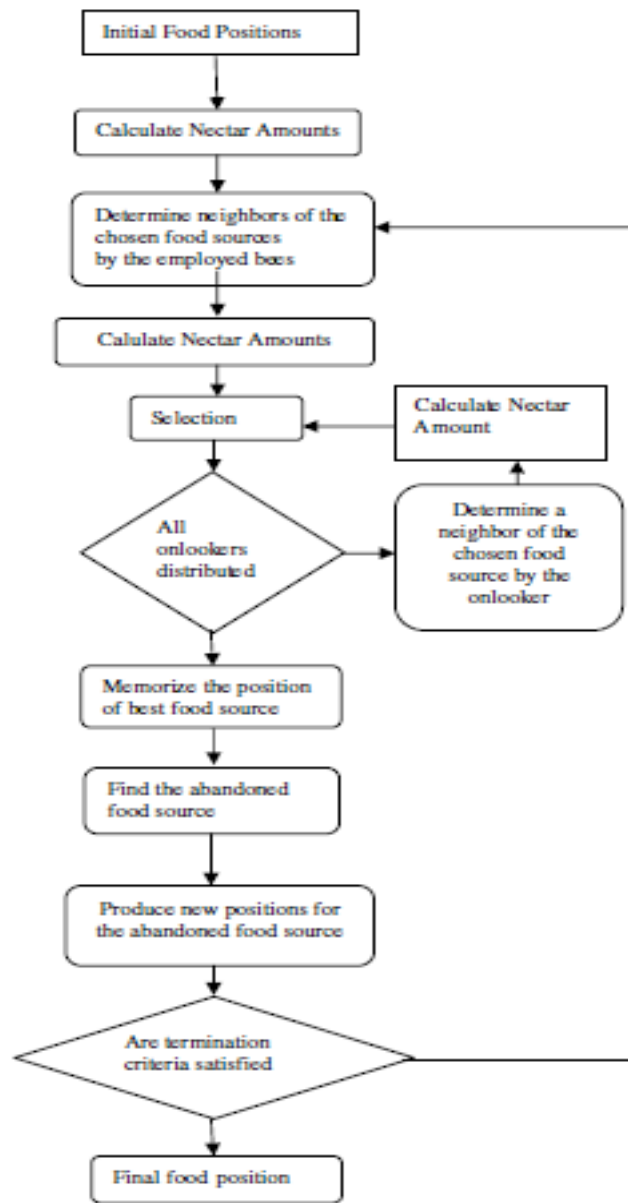 Initial Food Positions
Calculate Nectar Amounts
Determine neighbors of the
chosen food sources
by the employed bees
Calulate Nectar Amounts
Selection
Calculate Nectar
Amount
All
onlookers
distributed
Determine a
neighbor of the
chosen food
source by the
onlooker
Memorize the position
of best food source
Find the abandoned
food source
Produce new positions for
the abandoned food source
Are termination
criteria satisfied
Final food position